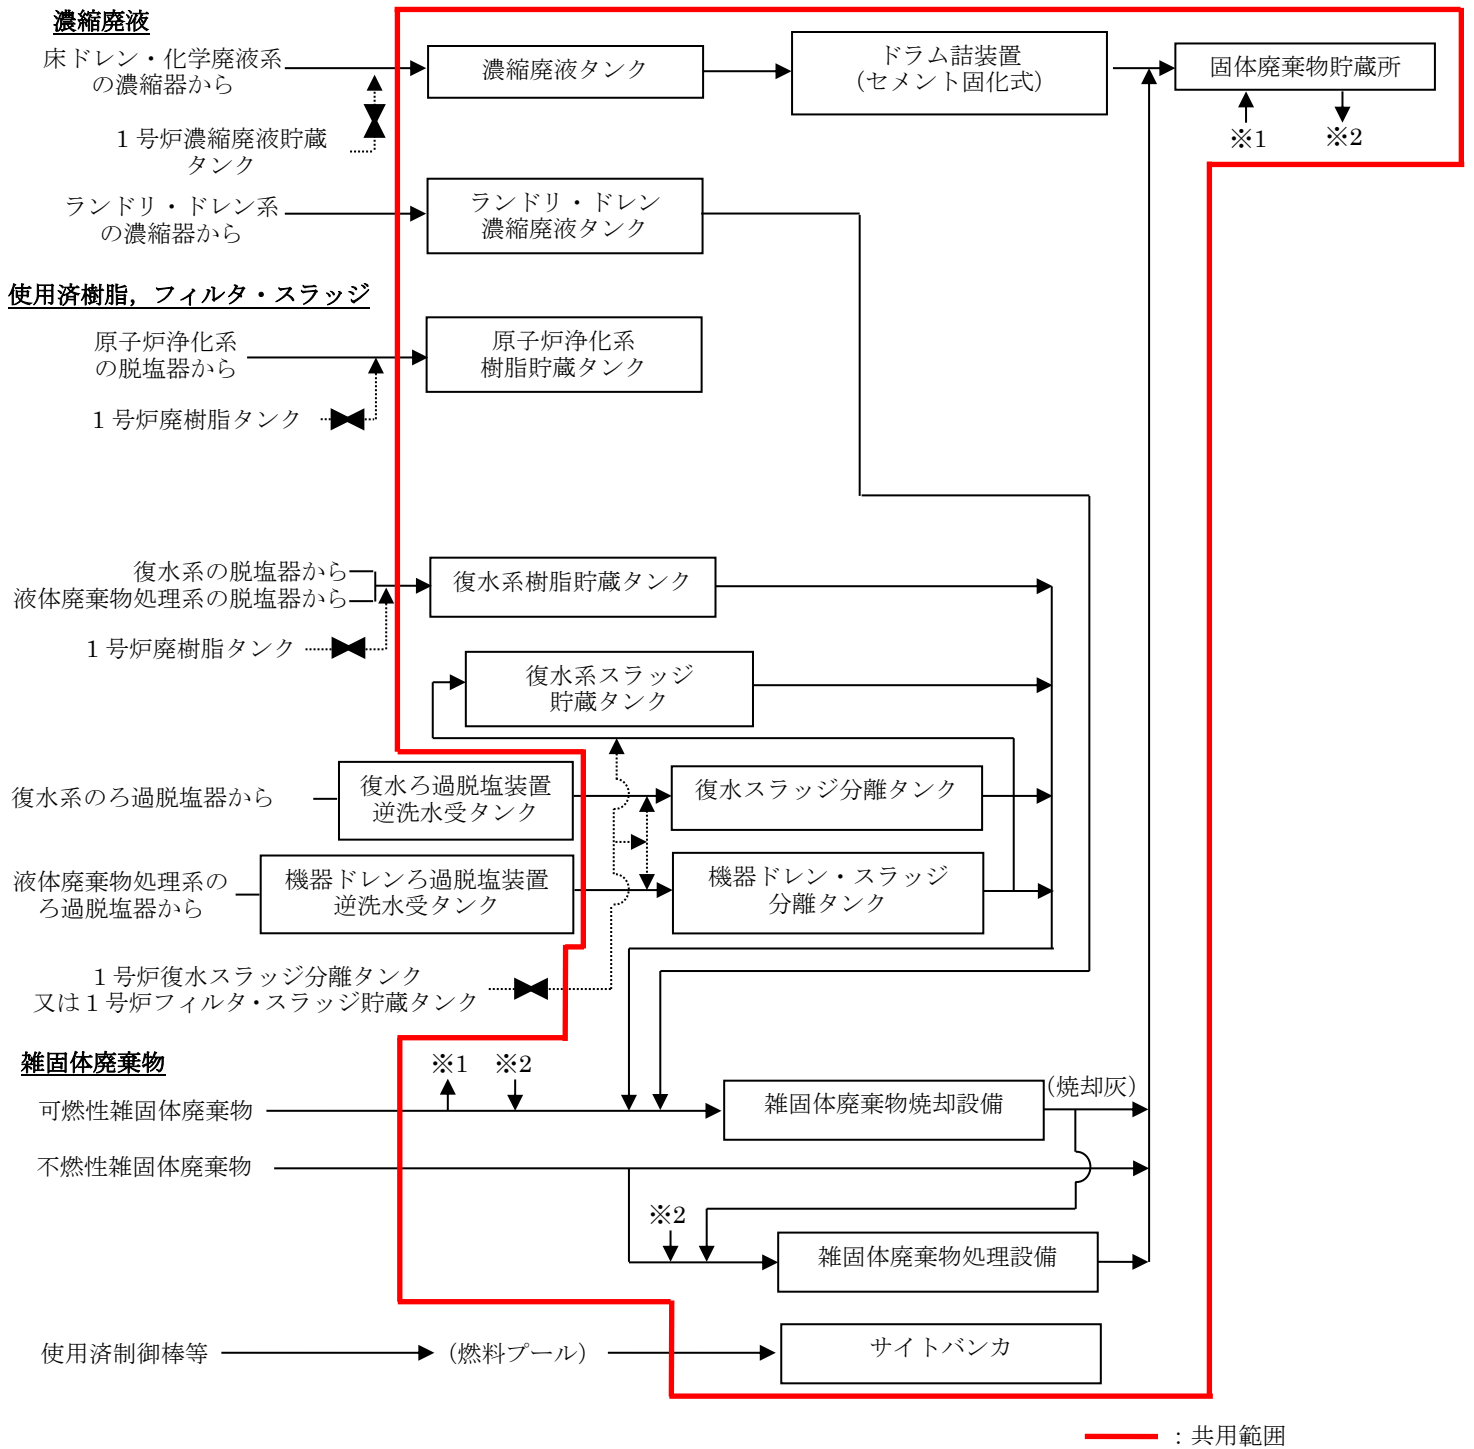 濃縮廃液
床ドレン・化学廃液系
の濃縮器から
濃縮廃液タンク
ドラム詰装置
（セメント固化式）
固体廃棄物貯蔵所
※1
※2
１号炉濃縮廃液貯蔵
タンク
ランドリ・ドレン系
の濃縮器から
ランドリ・ドレン
濃縮廃液タンク
使用済樹脂，フィルタ・スラッジ
原子炉浄化系
の脱塩器から
原子炉浄化系
樹脂貯蔵タンク
１号炉廃樹脂タンク
復水系の脱塩器から
液体廃棄物処理系の脱塩器から
復水系樹脂貯蔵タンク
１号炉廃樹脂タンク
復水系スラッジ
貯蔵タンク
復水系のろ過脱塩器から
復水ろ過脱塩装置
逆洗水受タンク
復水スラッジ分離タンク
液体廃棄物処理系の
ろ過脱塩器から
機器ドレンろ過脱塩装置
逆洗水受タンク
機器ドレン・スラッジ
分離タンク
１号炉復水スラッジ分離タンク
又は１号炉フィルタ・スラッジ貯蔵タンク
雑固体廃棄物
※1
※2
可燃性雑固体廃棄物
雑固体廃棄物焼却設備
（焼却灰）
不燃性雑固体廃棄物
※2
雑固体廃棄物処理設備
使用済制御棒等
（燃料プール）
サイトバンカ
：共用範囲